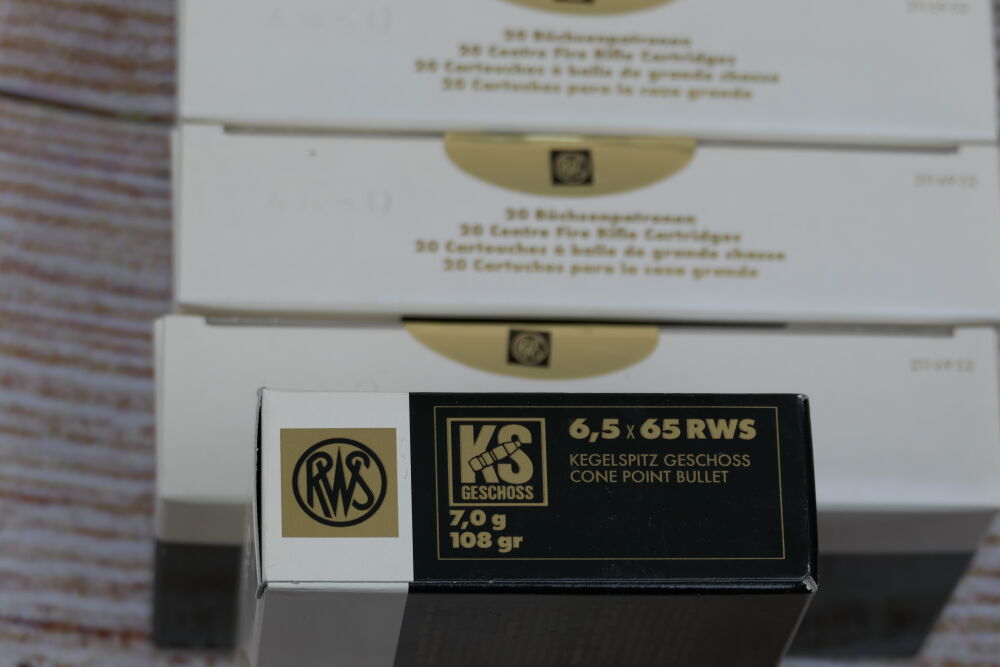 20 Büchsenpatronen
20 Centre Fire Rifle Cartridges
20 Cartouches à balle de grande chasse
20 Cartuchos para la caza grande
RWS
20 Büchsenpatronen
20 Centre Fire Rifle Cartridges
20 Cartouches à balle de grande chasse
20 Cartuchos para la caza grande
RWS
RWS
KS
GESCHOSS
6,5 x 65 RWS
KEGELSPITZ GESCHOSS
CONE POINT BULLET
7,0 g
108 gr